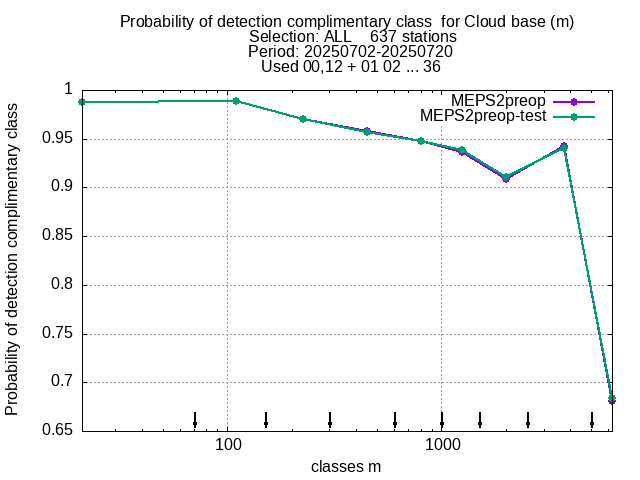 Probability of detection complimentary class  for Cloud base (m)
Selection: ALL    637 stations
Period: 20250702-20250720
Used 00,12 + 01 02 ... 36
MEPS2preop
MEPS2preop-test
Probability of detection complimentary class
1
0.95
0.9
0.85
0.8
0.75
0.7
0.65
100
1000
classes m